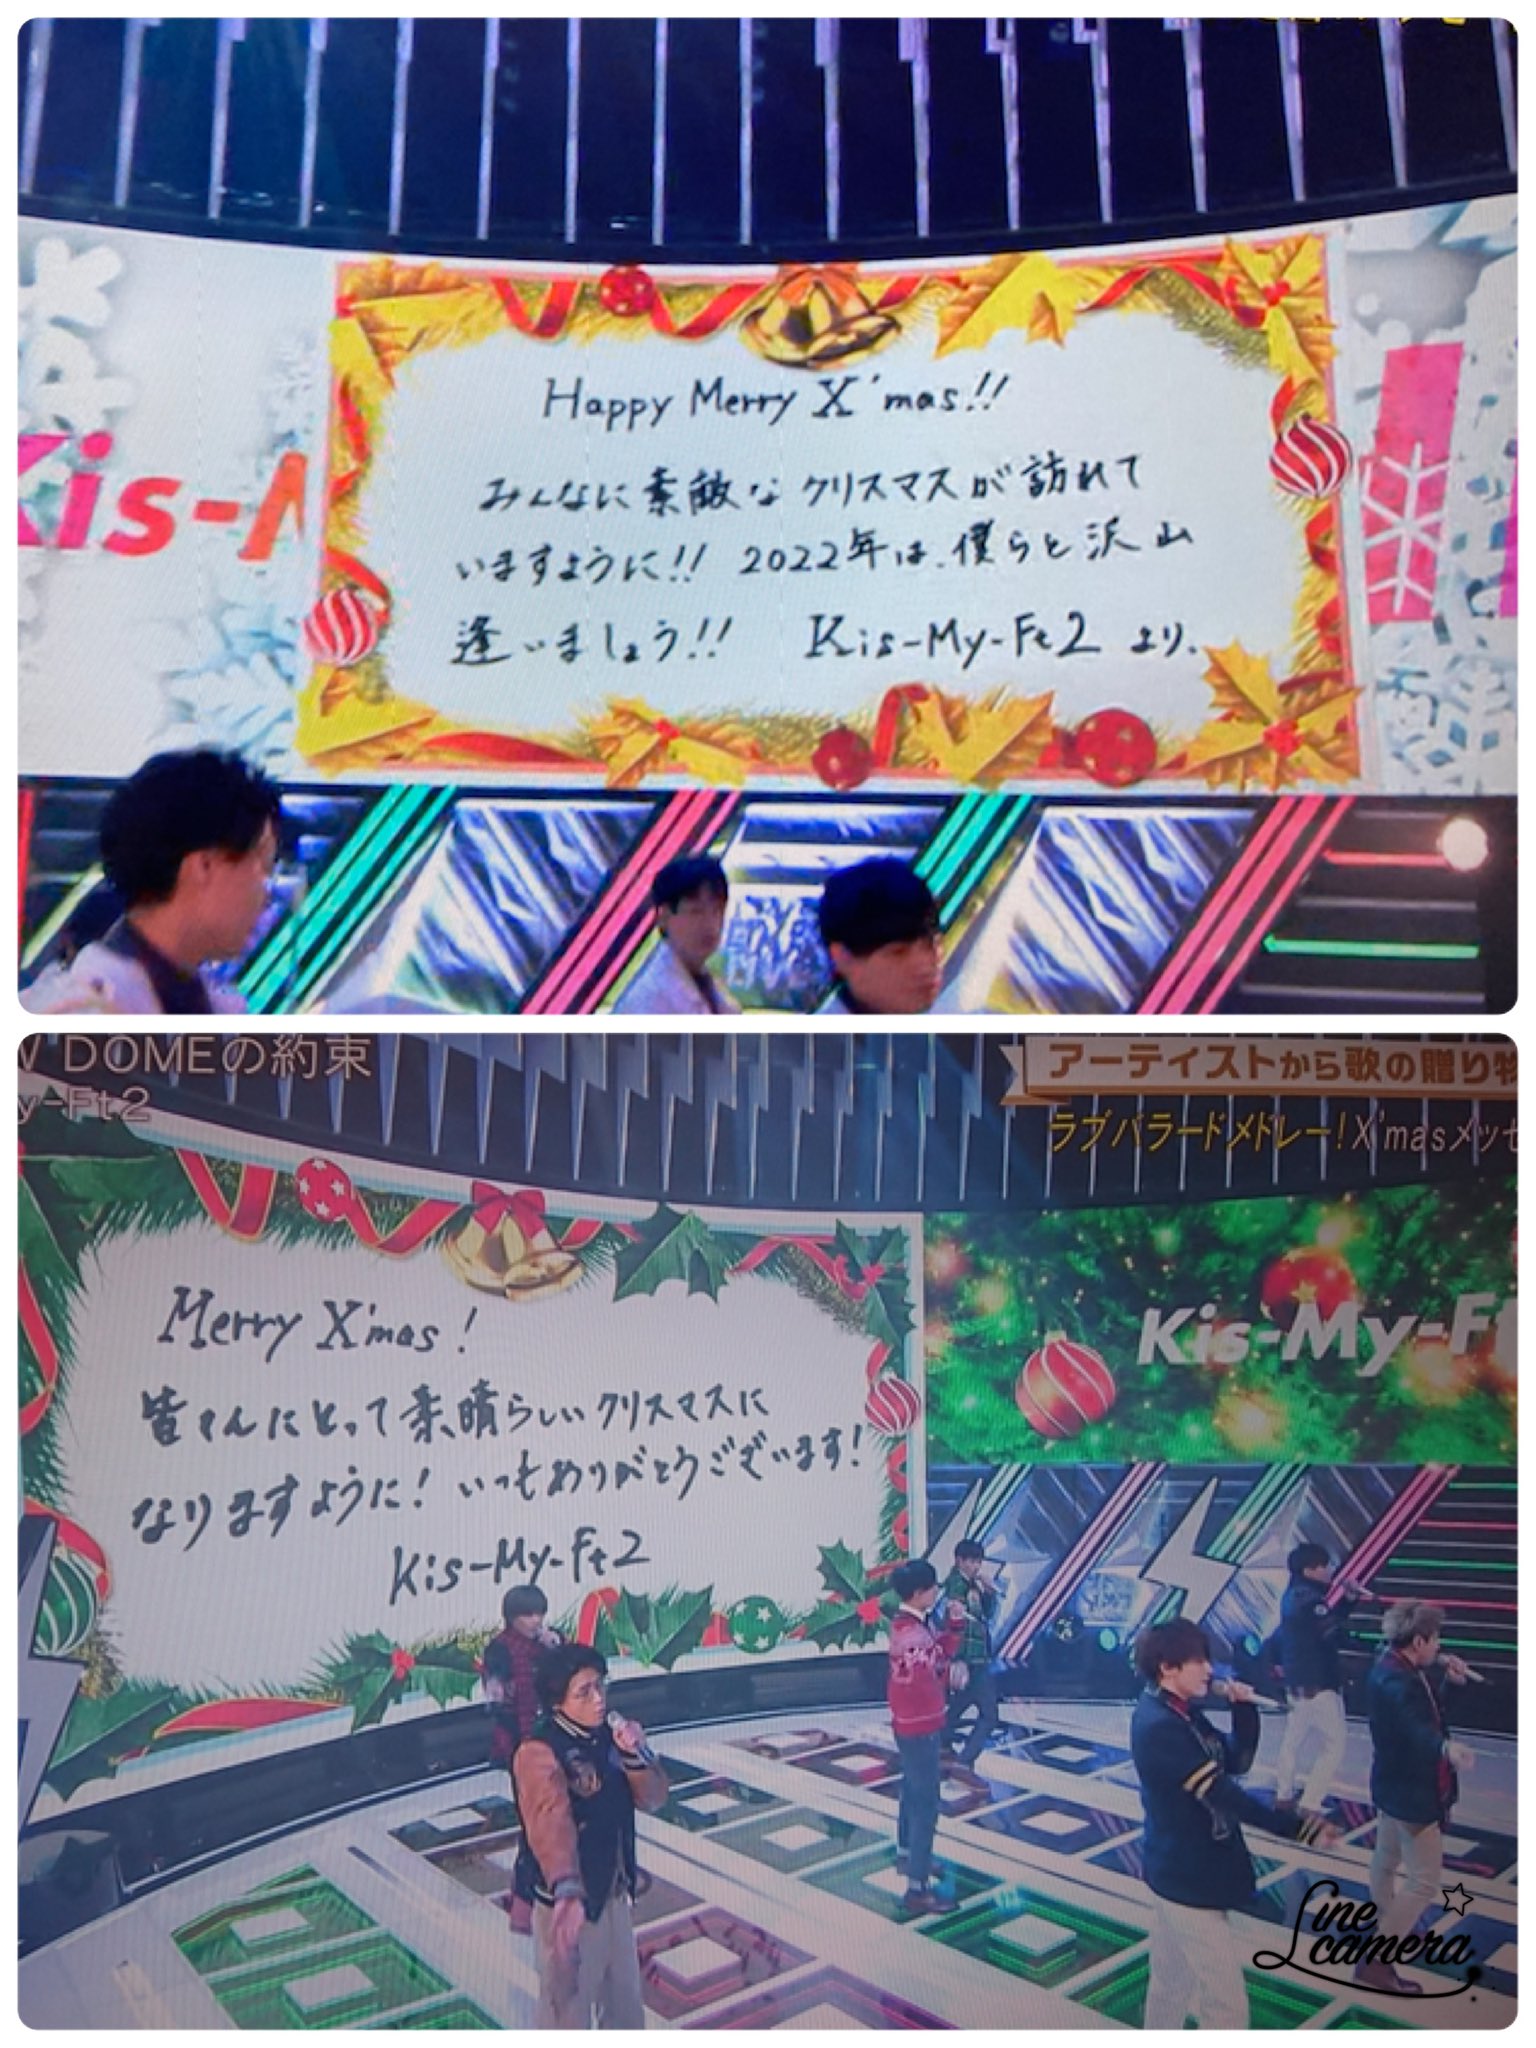 Kis-M
Happy Merry X'mas!!
みんなに素敵なクリスマスが訪れて
いますように!! 2022年は、僕らと沢山
逢いましょう!! Kis-My-Ft2 より.
DOMEの約束
y-Ft2
アーティストから歌の贈り物
ラブバラードメドレー!X'masメッセ
Merry X'mas!
皆さんにとって素晴らしいクリスマスに
なりますように! いつもありがとうございます!
Kis-My-Ft2
Kis-My-Ft
Line
camera